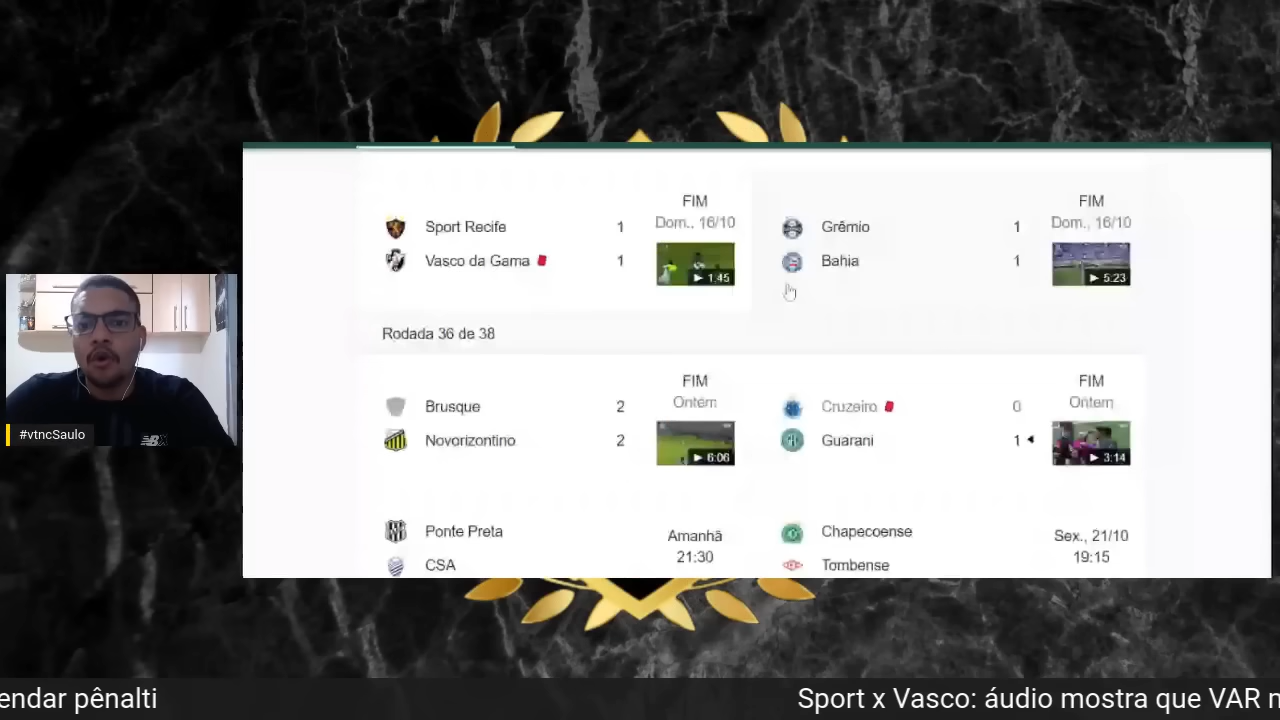 FIM
Dom., 16/10
Sport Recife 1
Vasco da Gama 1
1:45
FIM
Dom., 16/10
Grêmio 1
Bahia 1
5:23
Rodada 36 de 38
FIM
Ontem
Brusque 2
Novorizontino 2
6:06
FIM
Ontem
Cruzeiro 0
Guarani 1
3:14
Ponte Preta
CSA
Amanhã
21:30
Chapecoense
Tombense
Sex., 21/10
19:15
#vtncSaulo
endar pênalti
Sport x Vasco: áudio mostra que VAR